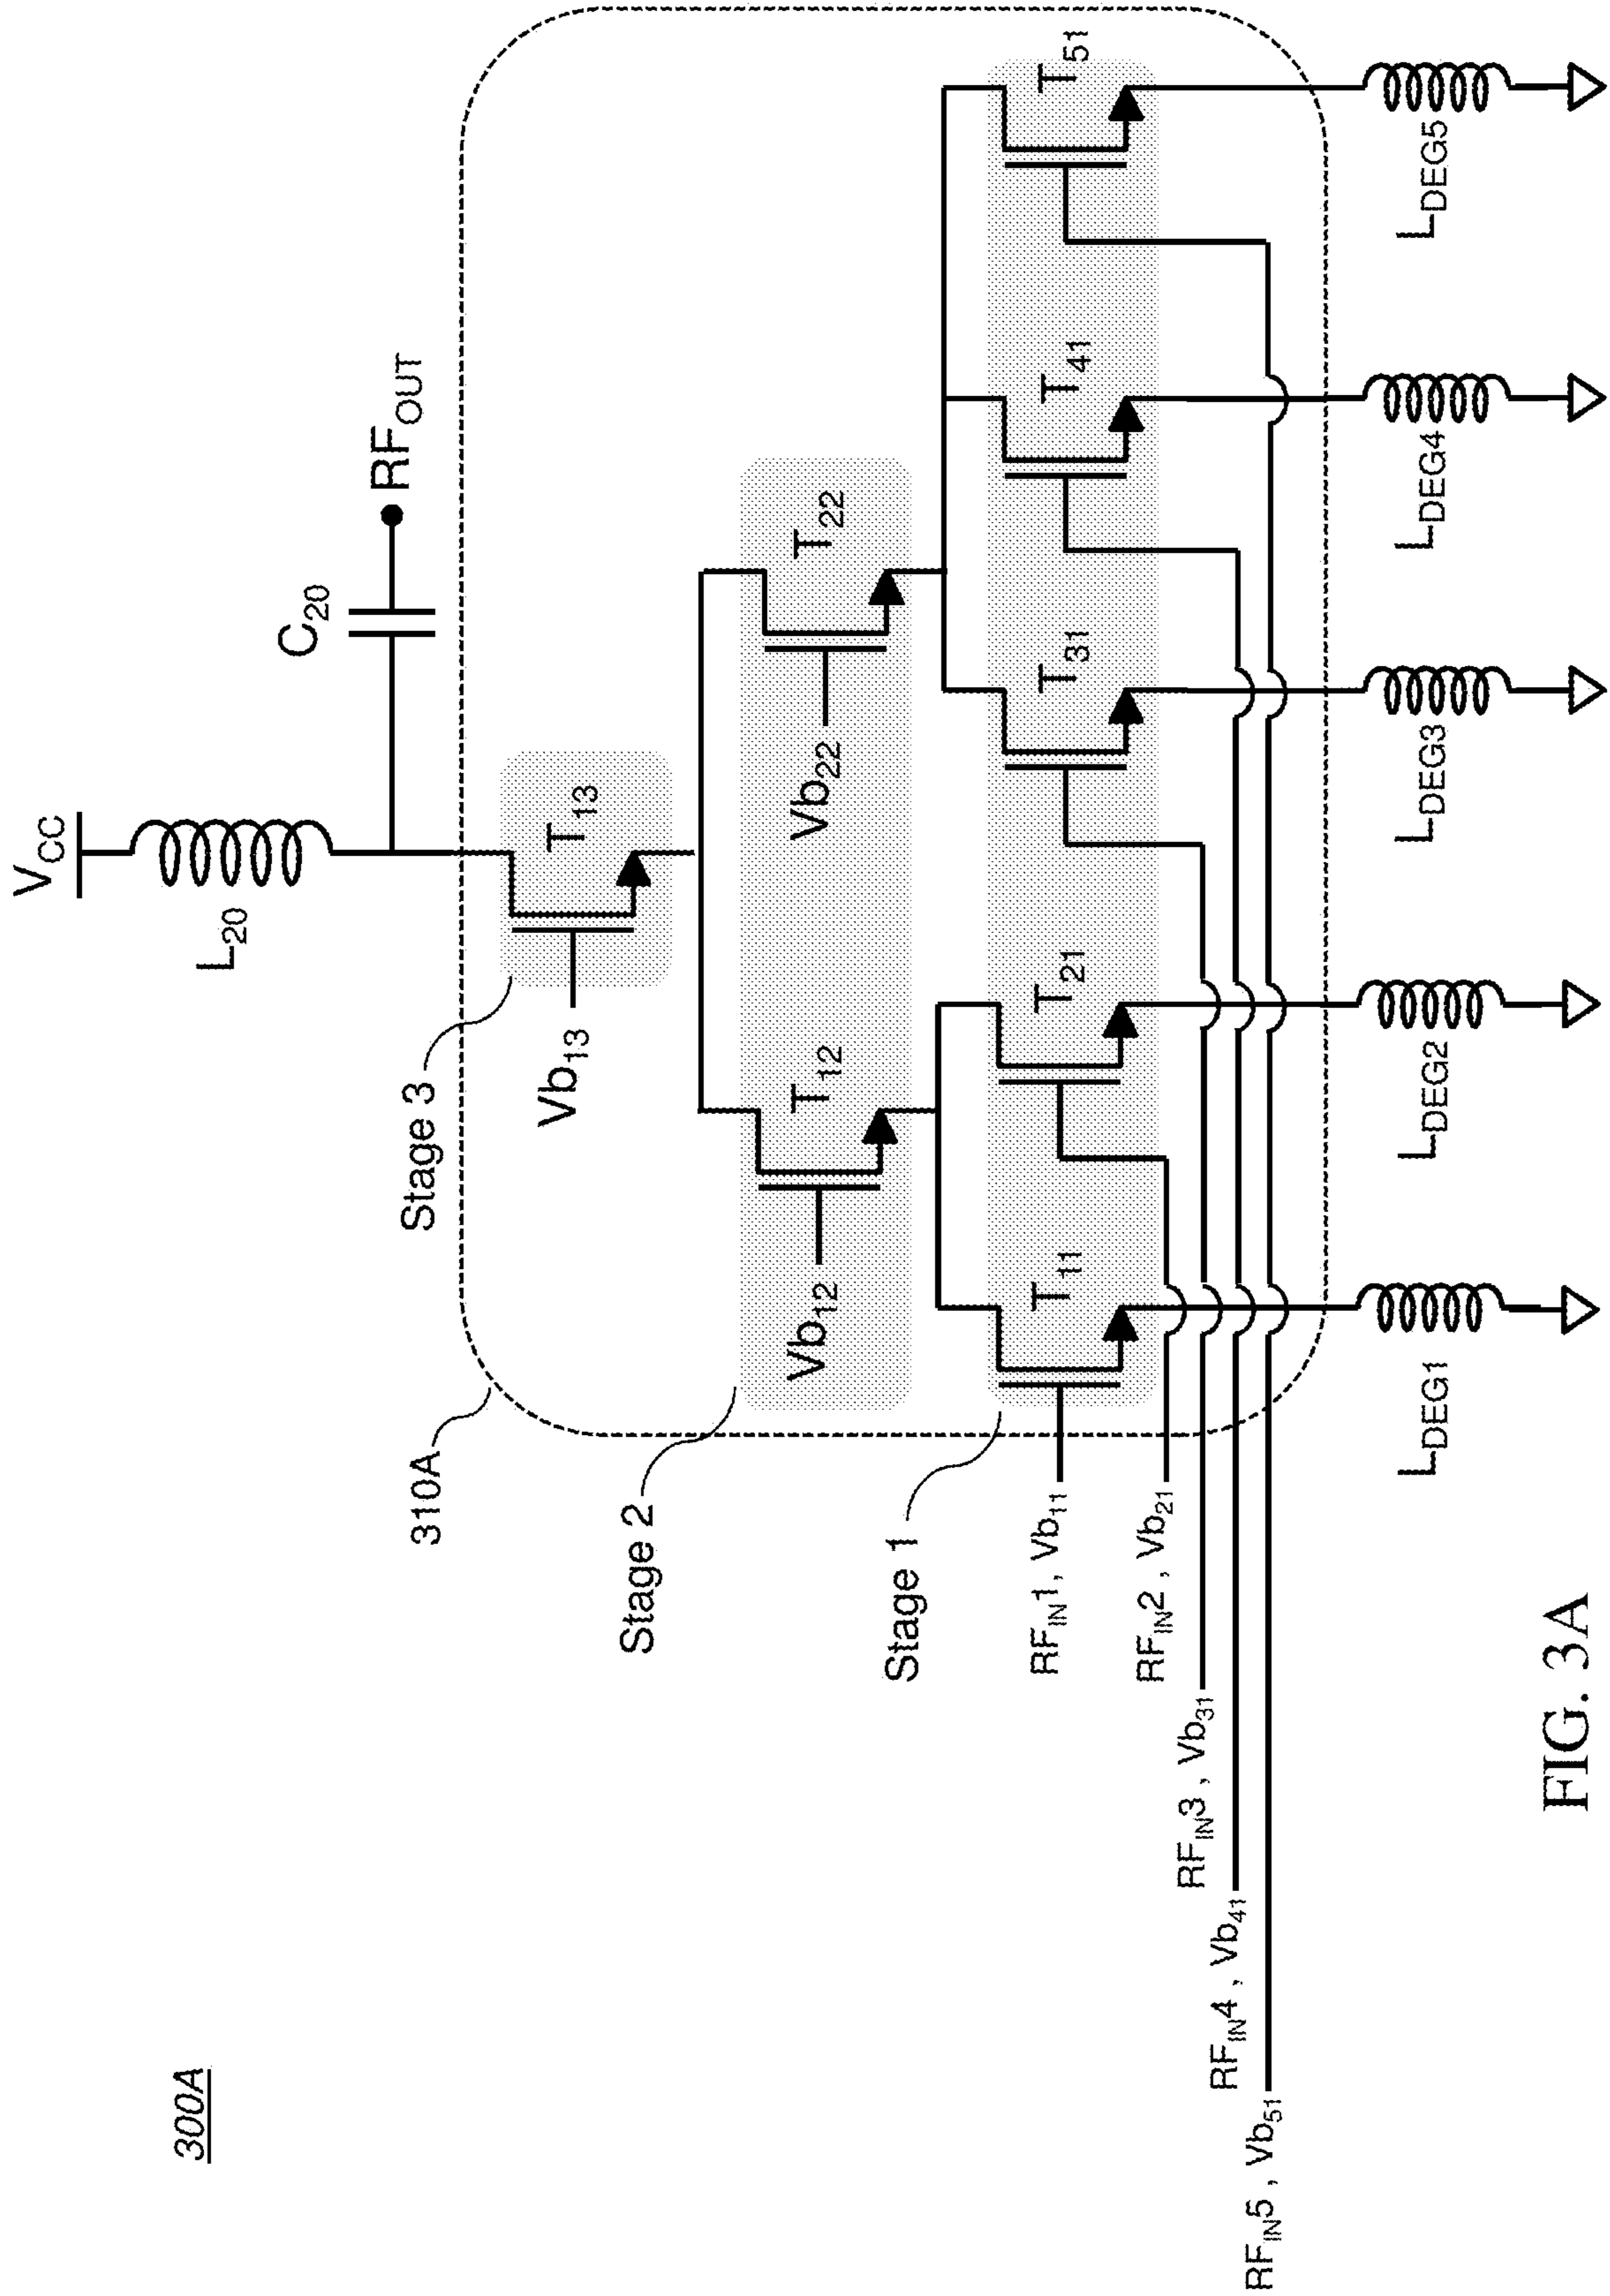 300A
V_CC
L_20
C_20
RF_OUT
310A
Stage 3
T_13
Vb_13
Stage 2
T_12
Vb_12
T_22
Vb_22
Stage 1
T_11
T_21
T_31
T_41
T_51
RF_IN1, Vb_11
RF_IN2, Vb_21
RF_IN3, Vb_31
RF_IN4, Vb_41
RF_IN5, Vb_51
L_DEG1
L_DEG2
L_DEG3
L_DEG4
L_DEG5
FIG. 3A